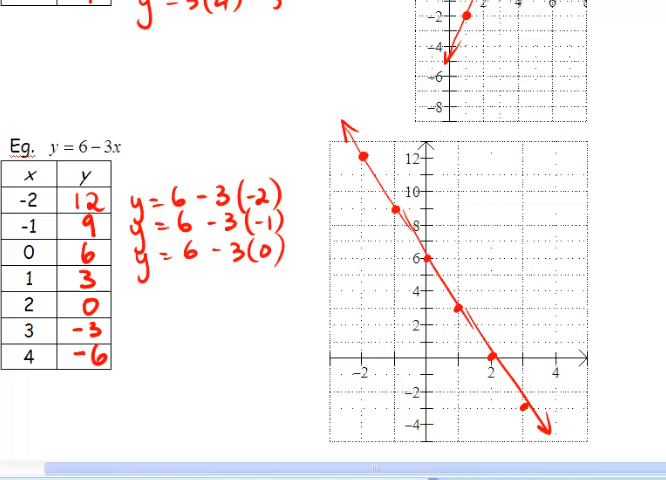 y = 3(4)
-2 2 4 6
-4
-6
-8
Eg. y = 6 – 3x
x y
-2 12 y = 6 - 3(-2)
-1 9 y = 6 - 3(-1)
0 6 y = 6 - 3(0)
1 3
2 0
3 -3
4 -6
12
10
8
6
4
2
-2 2 4
-2
-4